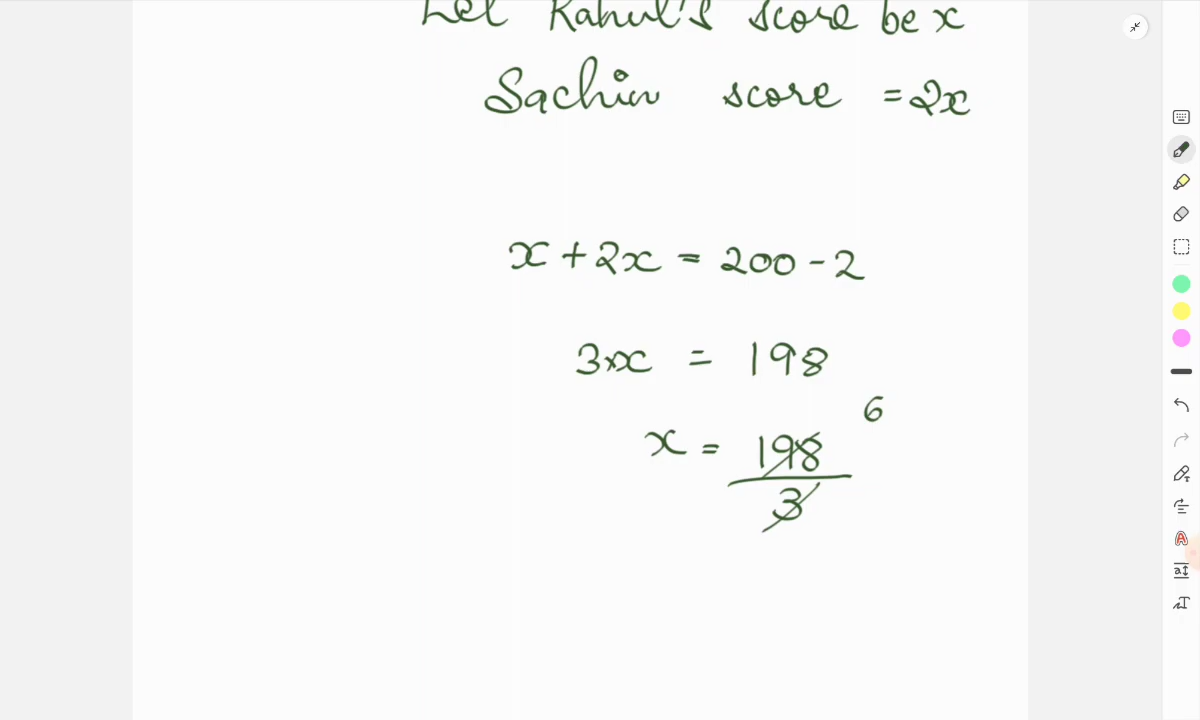 Let Rahul's score be x
Sachin score = 2x
x + 2x = 200 - 2
3x = 198
6
x = 198
3